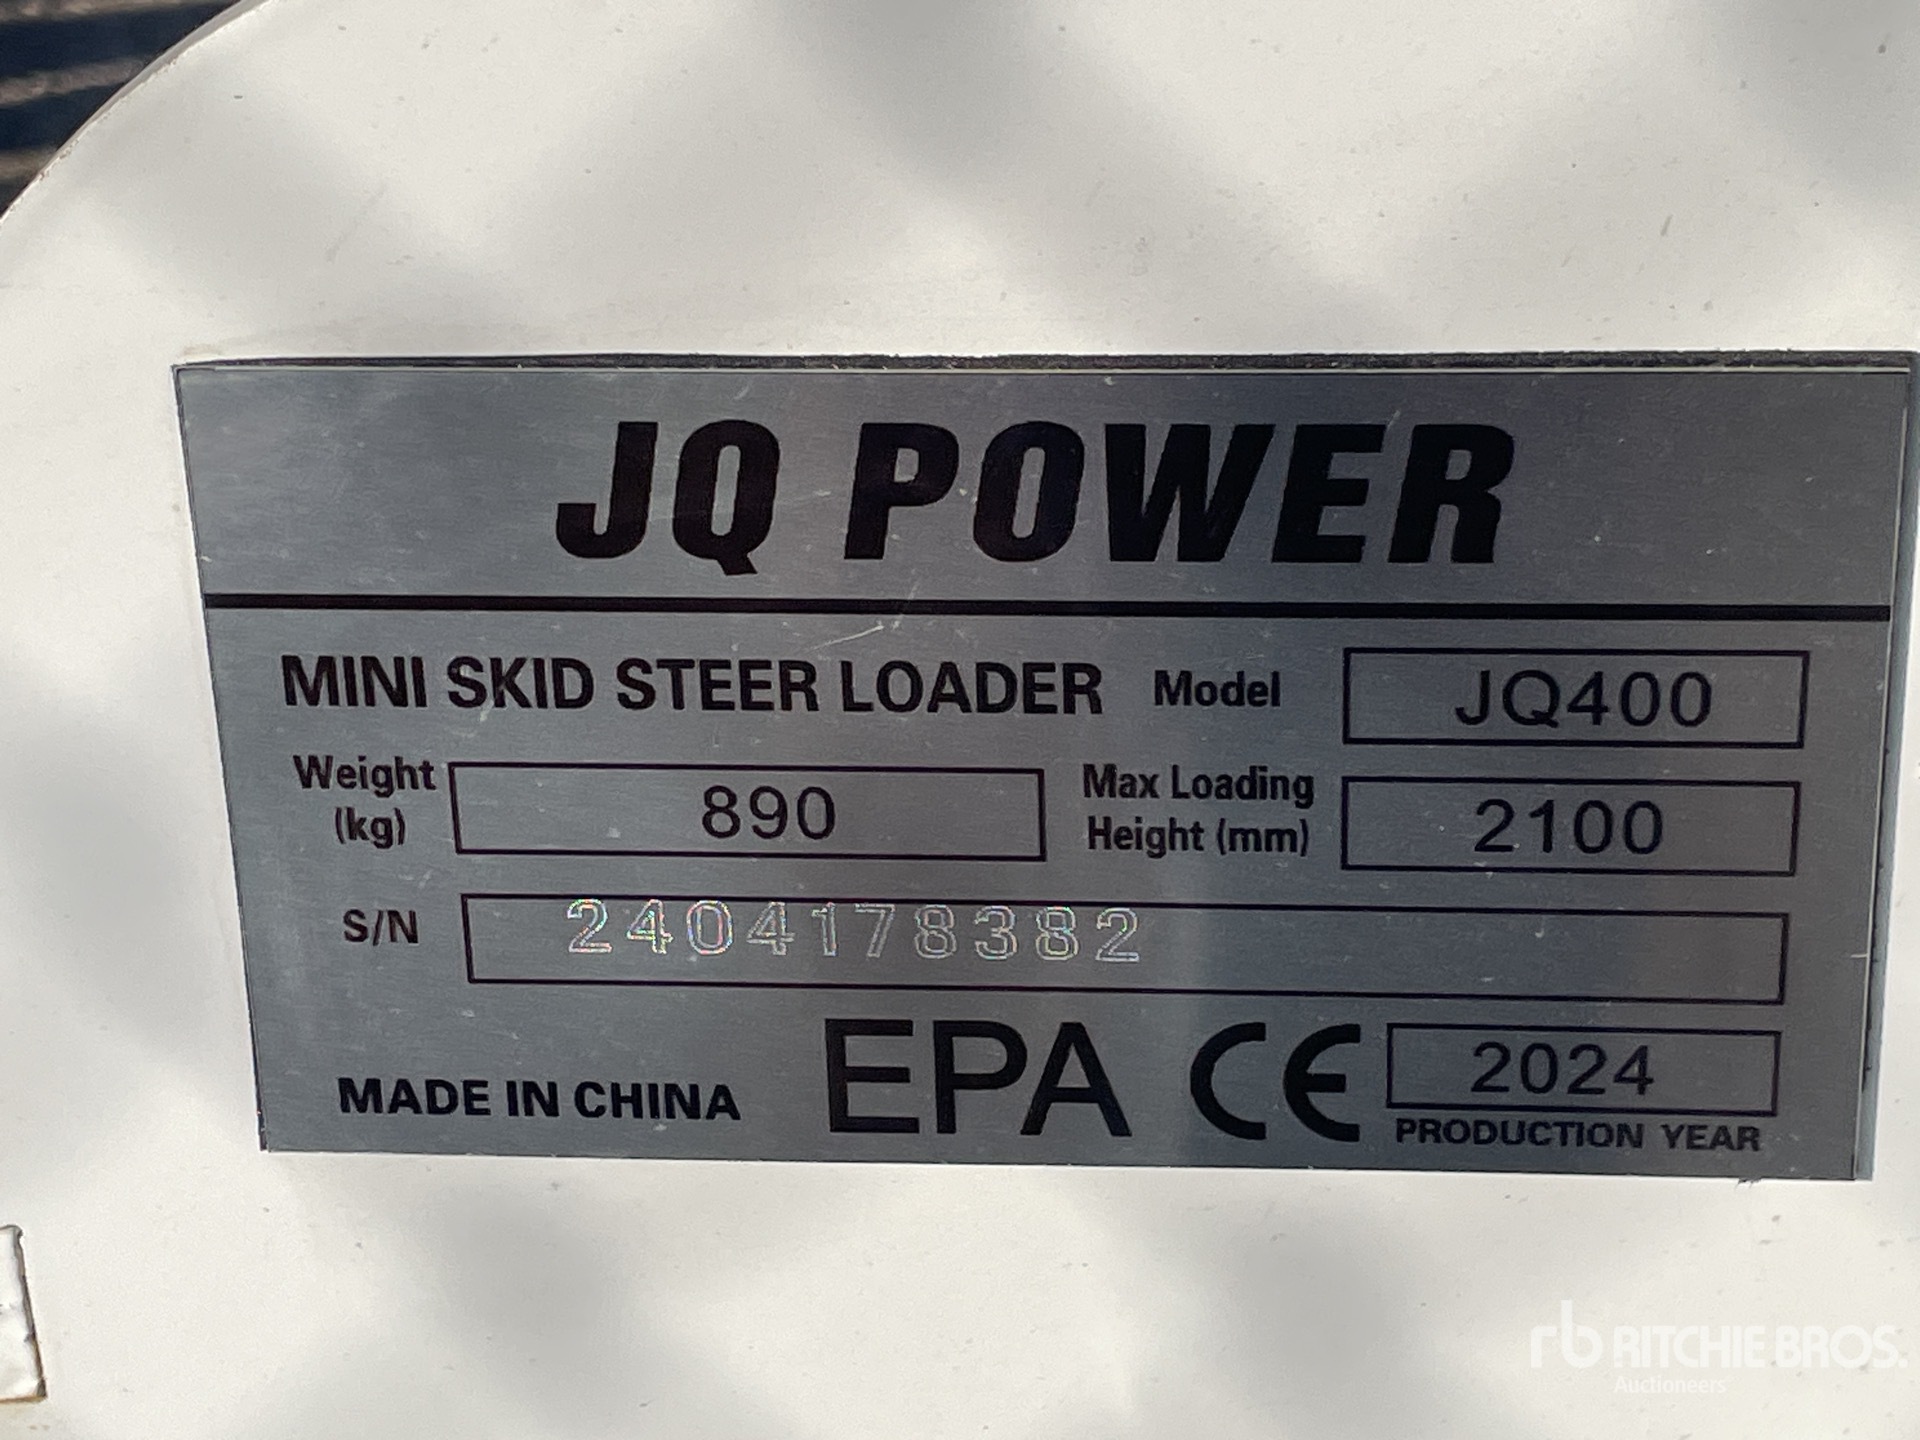 JQ POWER
MINI SKID STEER LOADER Model JQ400
Weight (kg) 890 Max Loading Height (mm) 2100
S/N 2404178382
MADE IN CHINA EPA CE 2024
PRODUCTION YEAR
rb RITCHIE BROS.
Auctioneers